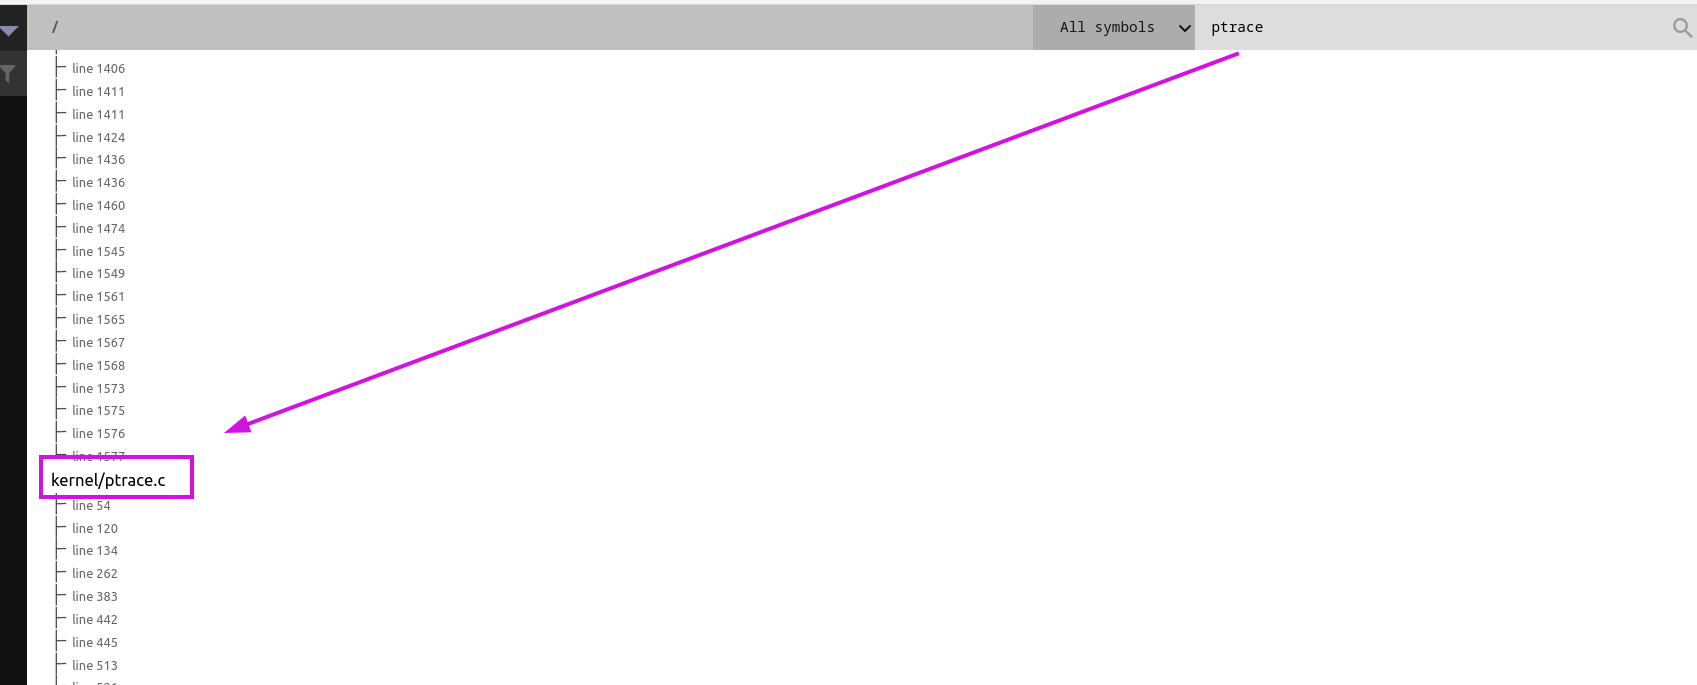 / All symbols ptrace
line 1406
line 1411
line 1411
line 1424
line 1436
line 1436
line 1460
line 1474
line 1545
line 1549
line 1561
line 1565
line 1567
line 1568
line 1573
line 1575
line 1576
line 1577
kernel/ptrace.c
line 54
line 120
line 134
line 262
line 383
line 442
line 445
line 513